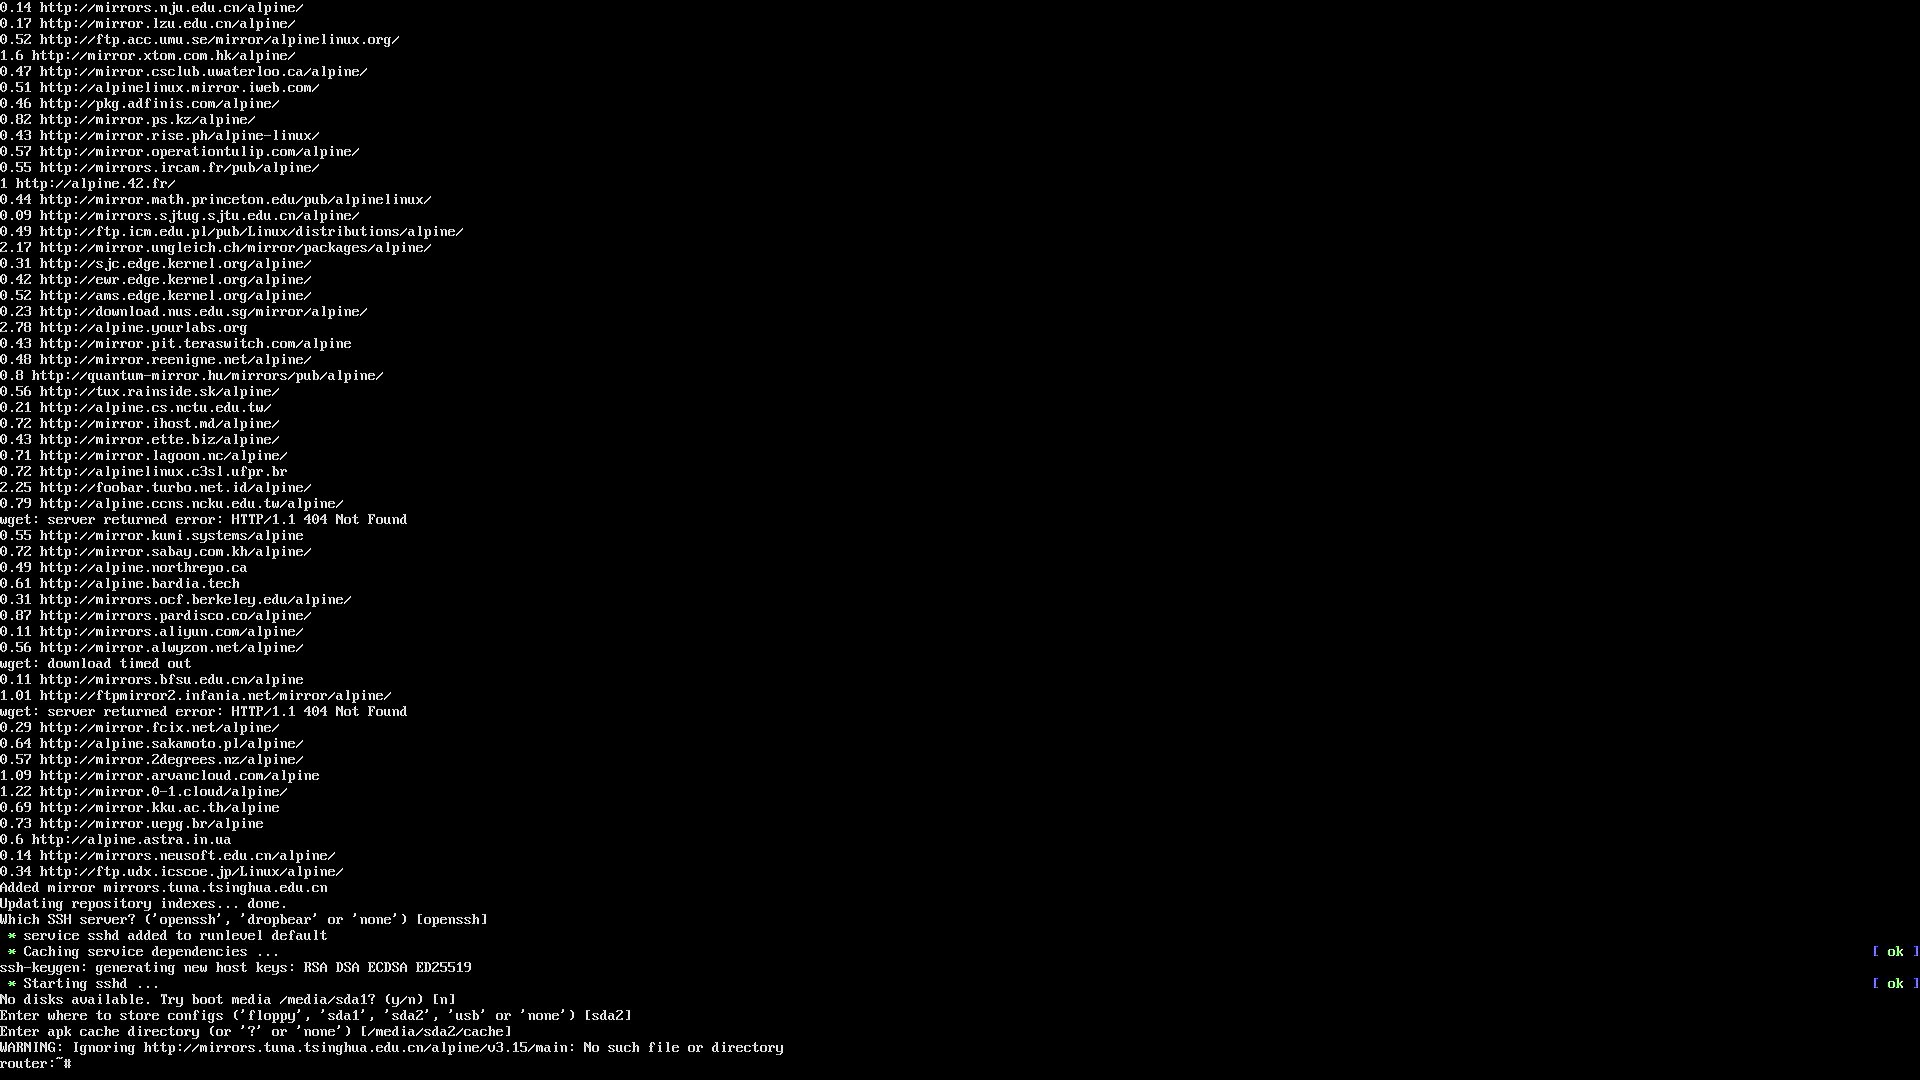 0.14 http://mirrors.nju.edu.cn/alpine/
0.17 http://mirror.lzu.edu.cn/alpine/
0.52 http://ftp.acc.umu.se/mirror/alpinelinux.org/
1.6 http://mirror.xtom.com.hk/alpine/
0.47 http://mirror.csclub.uwaterloo.ca/alpine/
0.51 http://alpinelinux.mirror.iweb.com/
0.46 http://pkg.adfinis.com/alpine/
0.82 http://mirror.ps.kz/alpine/
0.43 http://mirror.rise.ph/alpine-linux/
0.57 http://mirror.operationtulip.com/alpine/
0.55 http://mirrors.ircam.fr/pub/alpine/
1 http://alpine.42.fr/
0.44 http://mirror.math.princeton.edu/pub/alpinelinux/
0.09 http://mirrors.sjtug.sjtu.edu.cn/alpine/
0.49 http://ftp.icm.edu.pl/pub/Linux/distributions/alpine/
2.17 http://mirror.ungleich.ch/mirror/packages/alpine/
0.31 http://sjc.edge.kernel.org/alpine/
0.42 http://ewr.edge.kernel.org/alpine/
0.52 http://ams.edge.kernel.org/alpine/
0.23 http://download.nus.edu.sg/mirror/alpine/
2.78 http://alpine.yourlabs.org
0.43 http://mirror.pit.teraswitch.com/alpine
0.48 http://mirror.reenigne.net/alpine/
0.8 http://quantum-mirror.hu/mirrors/pub/alpine/
0.56 http://tux.rainside.sk/alpine/
0.21 http://alpine.cs.nctu.edu.tw/
0.72 http://mirror.ihost.md/alpine/
0.43 http://mirror.ette.biz/alpine/
0.71 http://mirror.lagoon.nc/alpine/
0.72 http://alpinelinux.c3sl.ufpr.br
2.25 http://foobar.turbo.net.id/alpine/
0.79 http://alpine.ccns.ncku.edu.tw/alpine/
wget: server returned error: HTTP/1.1 404 Not Found
0.55 http://mirror.kumi.systems/alpine
0.72 http://mirror.sabay.com.kh/alpine/
0.49 http://alpine.northrepo.ca
0.61 http://alpine.bardia.tech
0.31 http://mirrors.ocf.berkeley.edu/alpine/
0.87 http://mirrors.pardisco.co/alpine/
0.11 http://mirrors.aliyun.com/alpine/
0.56 http://mirror.alwyzon.net/alpine/
wget: download timed out
0.11 http://mirrors.bfsu.edu.cn/alpine
1.01 http://ftpmirror2.infania.net/mirror/alpine/
wget: server returned error: HTTP/1.1 404 Not Found
0.29 http://mirror.fcix.net/alpine/
0.64 http://alpine.sakamoto.pl/alpine/
0.57 http://mirror.2degrees.nz/alpine/
1.09 http://mirror.arvancloud.com/alpine
1.22 http://mirror.0-1.cloud/alpine/
0.69 http://mirror.kku.ac.th/alpine
0.73 http://mirror.uepg.br/alpine
0.6 http://alpine.astra.in.ua
0.14 http://mirrors.neusoft.edu.cn/alpine/
0.34 http://ftp.udx.icscoe.jp/Linux/alpine/
Added mirror mirrors.tuna.tsinghua.edu.cn
Updating repository indexes... done.
Which SSH server? ('openssh', 'dropbear' or 'none') [openssh]
 * service sshd added to runlevel default
 * Caching service dependencies ... [ ok ]
ssh-keygen: generating new host keys: RSA DSA ECDSA ED25519
 * Starting sshd ... [ ok ]
No disks available. Try boot media /media/sda1? (y/n) [n]
Enter where to store configs ('floppy', 'sda1', 'sda2', 'usb' or 'none') [sda2]
Enter apk cache directory (or '?' or 'none') [/media/sda2/cache]
WARNING: Ignoring http://mirrors.tuna.tsinghua.edu.cn/alpine/v3.15/main: No such file or directory
router:~#